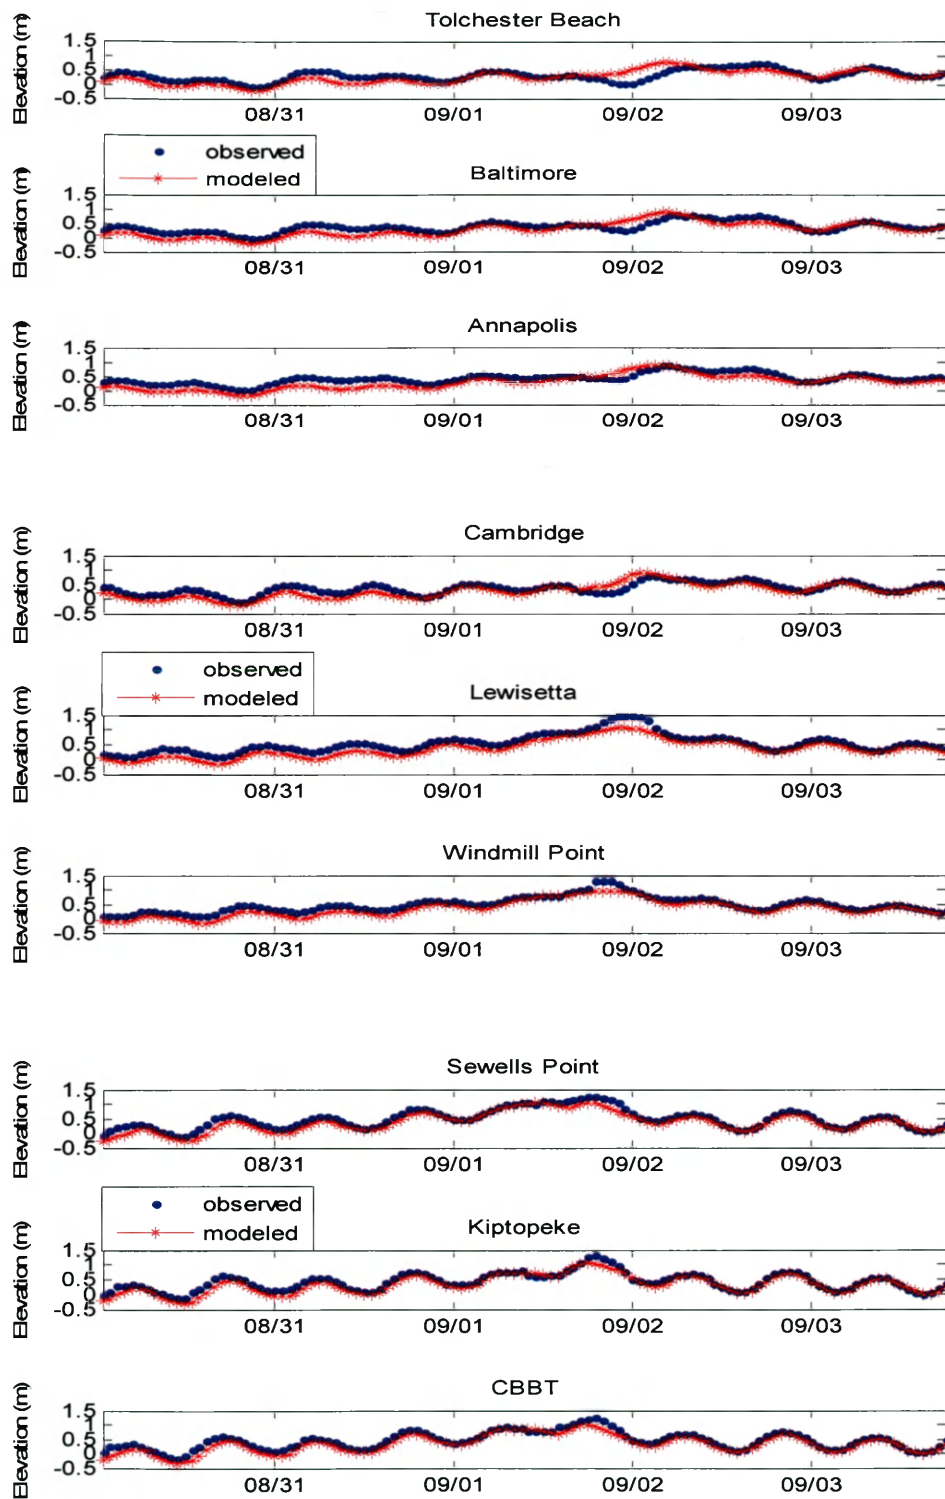 Tolchester Beach
Elevation (m)
1.5
1
0.5
0
-0.5
08/31 09/01 09/02 09/03
observed
modeled
Baltimore
Elevation (m)
1.5
1
0.5
0
-0.5
08/31 09/01 09/02 09/03
Annapolis
Elevation (m)
1.5
1
0.5
0
-0.5
08/31 09/01 09/02 09/03
Cambridge
Elevation (m)
1.5
1
0.5
0
-0.5
08/31 09/01 09/02 09/03
observed
modeled
Lewisetta
Elevation (m)
1.5
1
0.5
0
-0.5
08/31 09/01 09/02 09/03
Windmill Point
Elevation (m)
1.5
1
0.5
0
-0.5
08/31 09/01 09/02 09/03
Sewells Point
Elevation (m)
1.5
1
0.5
0
-0.5
08/31 09/01 09/02 09/03
observed
modeled
Kiptopeke
Elevation (m)
1.5
1
0.5
0
-0.5
08/31 09/01 09/02 09/03
CBBT
Elevation (m)
1.5
1
0.5
0
-0.5
08/31 09/01 09/02 09/03